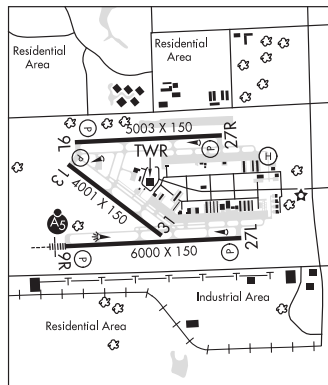 Residential
Area
Residential
Area
5003 X 150
9L
27R
P
P
P
TWR
H
13
4001 X 150
31
A5
9R
6000 X 150
27L
P
P
Industrial Area
Residential Area